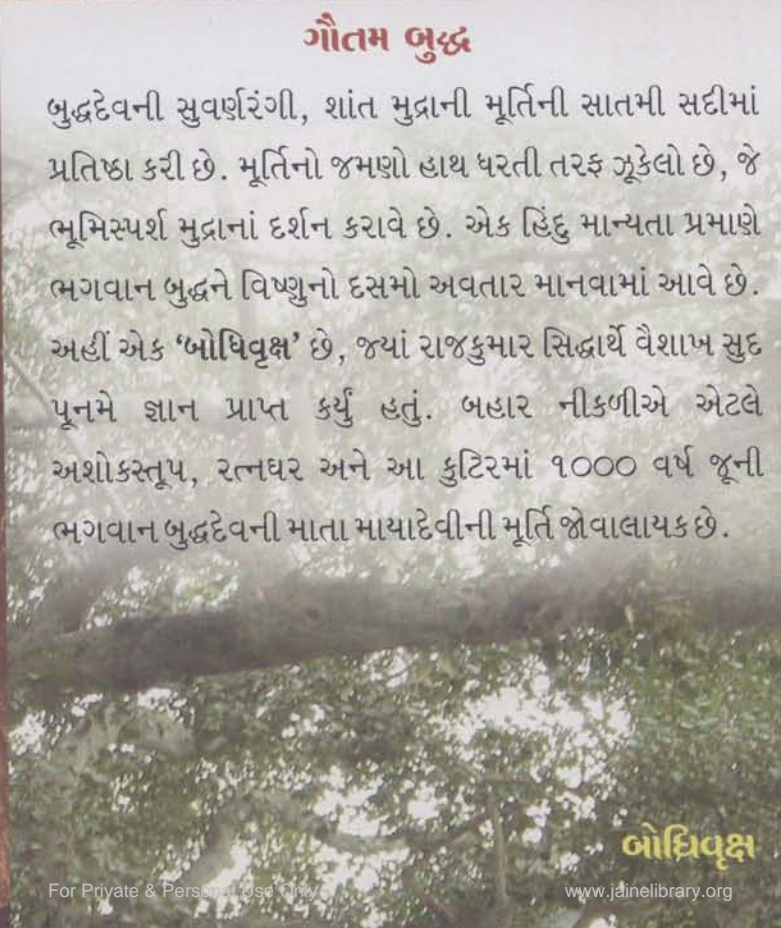 ગૌતમ બુદ્ધ
બુદ્ધદેવની સુવર્ણરંગી, શાંત મુદ્રાની મૂર્તિની સાતમી સદીમાં
પ્રતિષ્ઠા કરી છે. મૂર્તિનો જમણો હાથ ધરતી તરફ ઝૂકેલો છે, જે
ભૂમિસ્પર્શ મુદ્રાનાં દર્શન કરાવે છે. એક હિંદુ માન્યતા પ્રમાણે
ભગવાન બુદ્ધને વિષ્ણુનો દસમો અવતાર માનવામાં આવે છે.
અહીં એક ‘બોધિવૃક્ષ’ છે, જ્યાં રાજકુમાર સિદ્ધાર્થે વૈશાખ સુદ
પૂનમે જ્ઞાન પ્રાપ્ત કર્યું હતું. બહાર નીકળીએ એટલે
અશોકસ્તૂપ, રત્નઘર અને આ કુટિરમાં ૧૦૦૦ વર્ષ જૂની
ભગવાન બુદ્ધદેવની માતા માયાદેવીની મૂર્તિ જોવાલાયક છે.
બોધિવૃક્ષ
For Private & Personal Use Only
www.jainelibrary.org